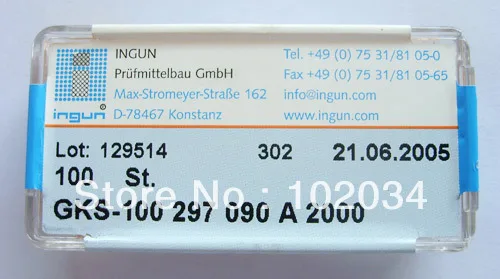 INGUN
Prüfmittelbau GmbH
Max-Stromeyer-Straße 162
D-78467 Konstanz
Tel. +49 (0) 75 31/81 05-0
Fax +49 (0) 75 31/81 05-65
info@ingun.com
www.ingun.com
ingun
Lot: 129514 302 21.06.2005
100 St.
Store No: 102034
GKS-100 297 090 A 2000